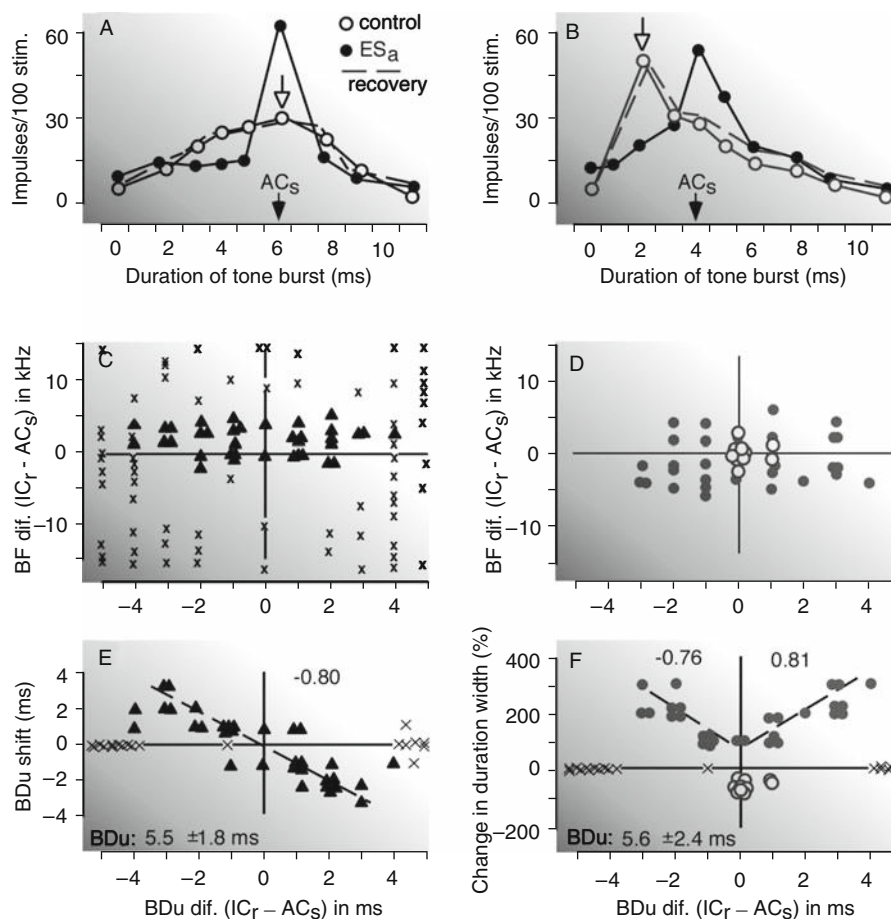 A
control
ESa
recovery
Impulses/100 stim.
60
30
0
ACs
0 2 4 6 8 10
Duration of tone burst (ms)
B
Impulses/100 stim.
60
30
0
ACs
0 2 4 6 8 10
Duration of tone burst (ms)
C
BF dif. (ICr - ACs) in kHz
10
0
−10
−4 −2 0 2 4
D
BF dif. (ICr - ACs) in kHz
10
0
−10
−4 −2 0 2 4
E
-0.80
BDu shift (ms)
4
2
0
−2
−4
BDu: 5.5 ±1.8 ms
−4 −2 0 2 4
BDu dif. (ICr – ACs) in ms
F
-0.76 0.81
Change in duration width (%)
400
200
0
−200
BDu: 5.6 ±2.4 ms
−4 −2 0 2 4
BDu dif. (ICr – ACs) in ms